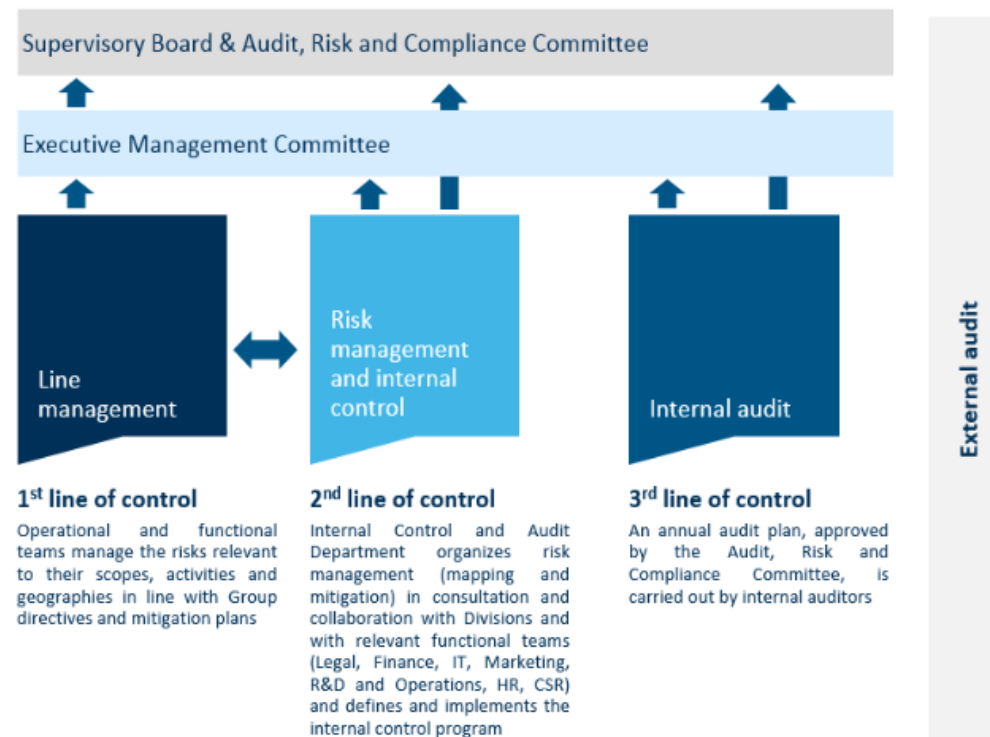 Supervisory Board & Audit, Risk and Compliance Committee
Executive Management Committee
Line
management
Risk
management
and internal
control
Internal audit
External audit
1st line of control
Operational and functional
teams manage the risks relevant
to their scopes, activities and
geographies in line with Group
directives and mitigation plans
2nd line of control
Internal Control and Audit
Department organizes risk
management (mapping and
mitigation) in consultation and
collaboration with Divisions and
with relevant functional teams
(Legal, Finance, IT, Marketing,
R&D and Operations, HR, CSR)
and defines and implements the
internal control program
3rd line of control
An annual audit plan, approved
by the Audit, Risk and
Compliance Committee, is
carried out by internal auditors